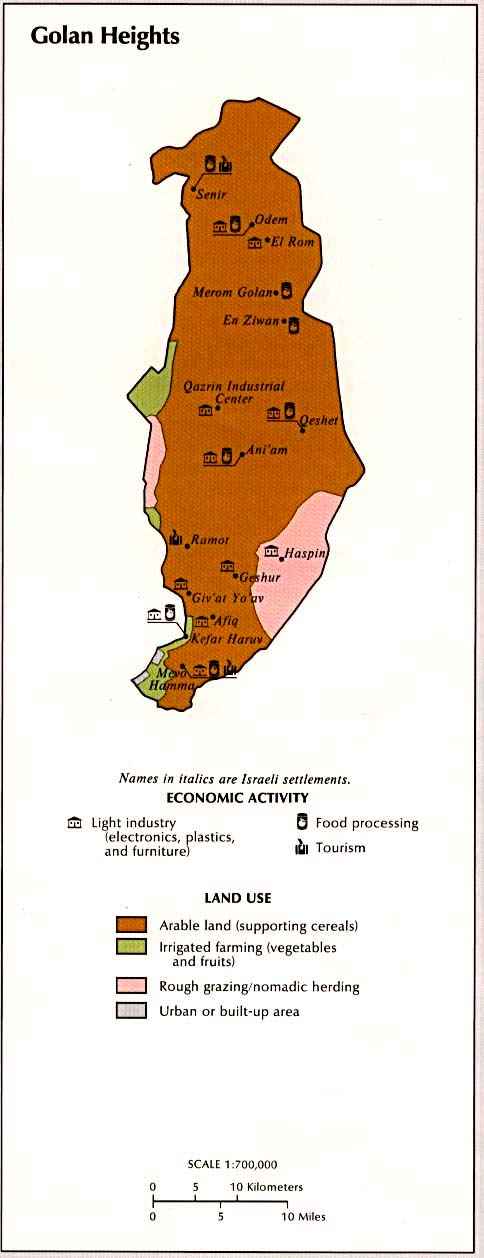 Golan Heights
Senir
Odem
El Rom
Merom Golan
En Ziwan
Qazrin Industrial
Center
Qeshet
Ani'am
Ramot
Haspin
Geshur
Giv'at Yo'av
Afiq
Kefar Haruv
Mevo
Hamma
Names in italics are Israeli settlements.
ECONOMIC ACTIVITY
Light industry
(electronics, plastics,
and furniture)
Food processing
Tourism
LAND USE
Arable land (supporting cereals)
Irrigated farming (vegetables
and fruits)
Rough grazing/nomadic herding
Urban or built-up area
SCALE 1:700,000
0 5 10 Kilometers
0 5 10 Miles